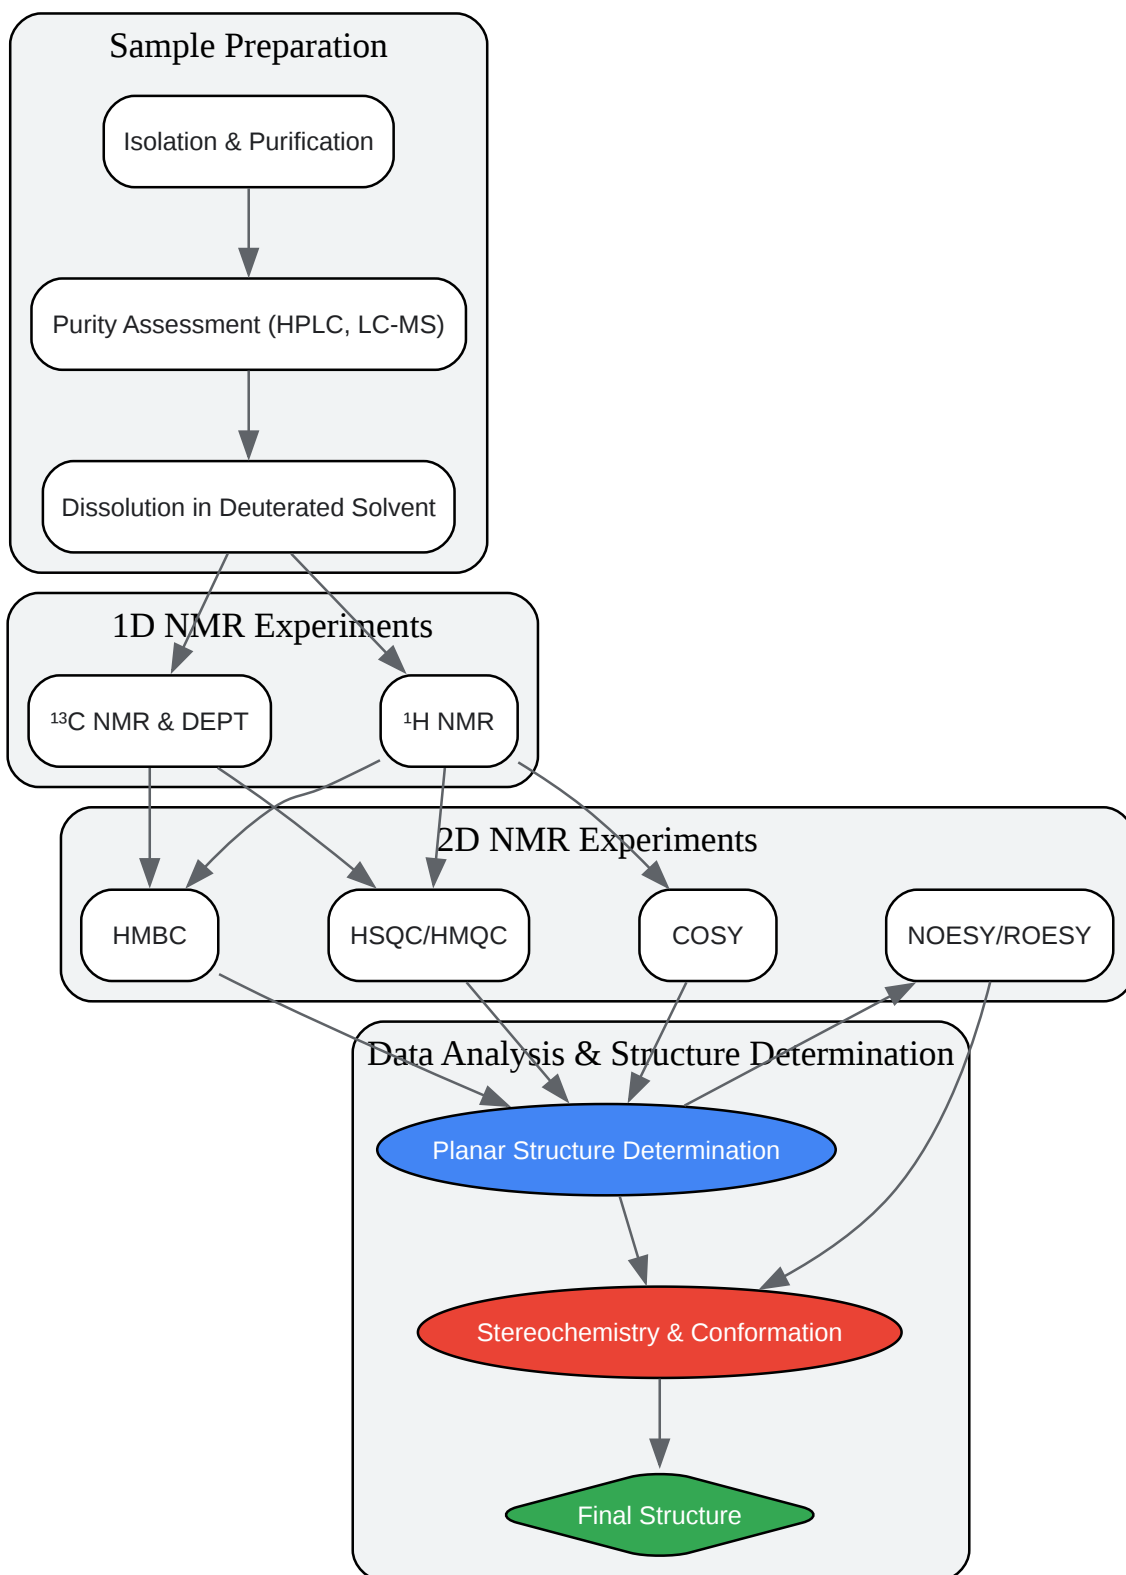 Sample Preparation
Isolation & Purification
Purity Assessment (HPLC, LC-MS)
Dissolution in Deuterated Solvent
1D NMR Experiments
¹³C NMR & DEPT
¹H NMR
2D NMR Experiments
HMBC
HSQC/HMQC
COSY
NOESY/ROESY
Data Analysis & Structure Determination
Planar Structure Determination
Stereochemistry & Conformation
Final Structure